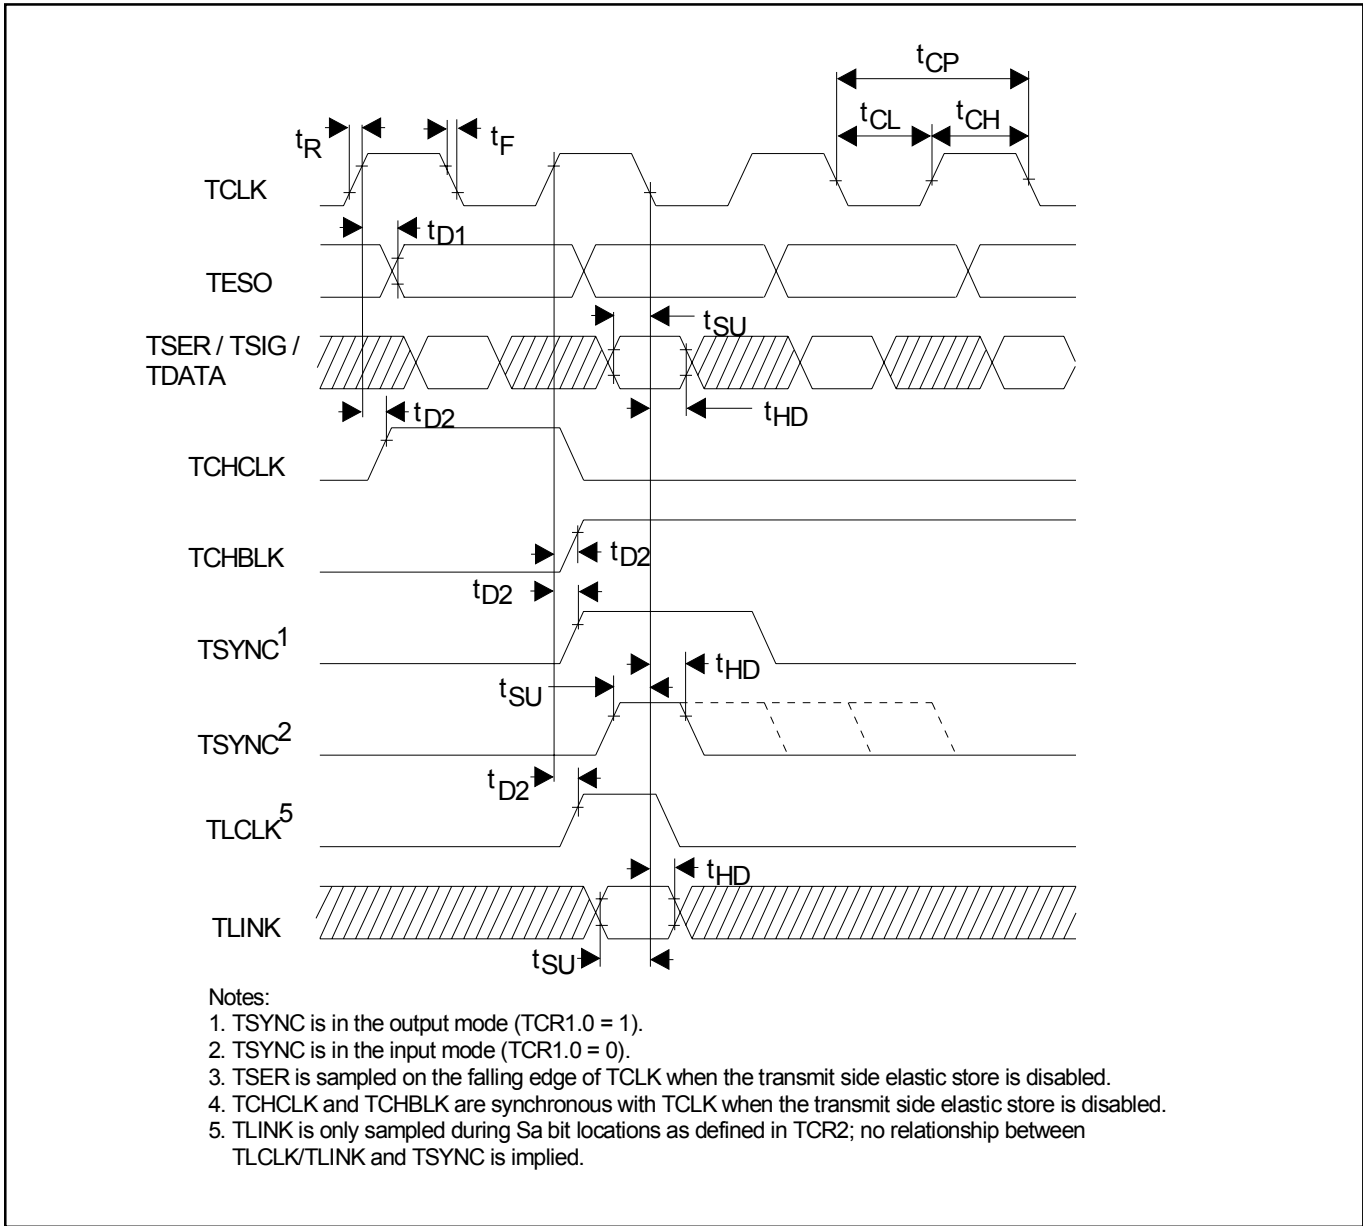 tCP
tCL tCH
tR tF
TCLK
tD1
TESO
tSU
TSER / TSIG /
TDATA
tD2 tHD
TCHCLK
TCHBLK tD2
tD2
TSYNC1
tHD
tSU
TSYNC2
tD2
TLCLK5
tHD
TLINK
tSU
Notes:
1. TSYNC is in the output mode (TCR1.0 = 1).
2. TSYNC is in the input mode (TCR1.0 = 0).
3. TSER is sampled on the falling edge of TCLK when the transmit side elastic store is disabled.
4. TCHCLK and TCHBLK are synchronous with TCLK when the transmit side elastic store is disabled.
5. TLINK is only sampled during Sa bit locations as defined in TCR2; no relationship between
TLCLK/TLINK and TSYNC is implied.